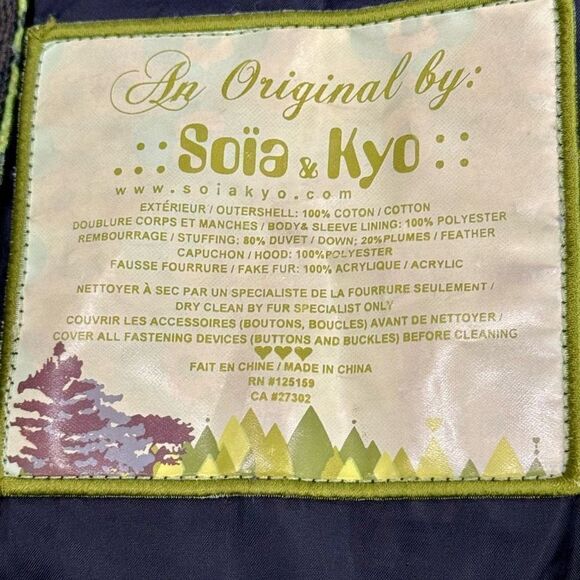 An Original by:
.::: Soïa & Kyo :::
www.soiakyo.com
EXTÉRIEUR / OUTERSHELL: 100% COTON / COTTON
DOUBLURE CORPS ET MANCHES / BODY& SLEEVE LINING: 100% POLYESTER
REMBOURRAGE / STUFING: 80% DUVET / DOWN; 20%PLUMES / FEATHER
CAPUCHON / HOOD: 100%POLYESTER
FAUSSE FOURRURE / FAKE FUR: 100% ACRYLIQUE / ACRYLIC
NETTOYER À SEC PAR UN SPECIALISTE DE LA FOURRURE SEULEMENT /
DRY CLEAN BY FUR SPECIALIST ONLY
COUVRIR LES ACCESSOIRES (BOUTONS, BOUCLES) AVANT DE NETTOYER /
COVER ALL FASTENING DEVICES (BUTTONS AND BUCKLES) BEFORE CLEANING
FAIT EN CHINE / MADE IN CHINA
RN #125159
CA #27302